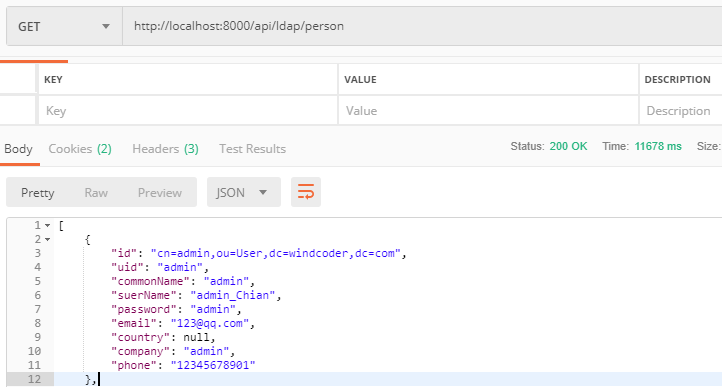 GET http://localhost:8000/api/ldap/person
KEY VALUE DESCRIPTION
Key Value Description
Body Cookies (2) Headers (3) Test Results Status: 200 OK Time: 11678 ms Size:
Pretty Raw Preview JSON
1 [
2 {
3 "id": "cn=admin,ou=User,dc=windcoder,dc=com",
4 "uid": "admin",
5 "commonName": "admin",
6 "suerName": "admin_Chian",
7 "password": "admin",
8 "email": "123@qq.com",
9 "country": null,
10 "company": "admin",
11 "phone": "12345678901"
12 },